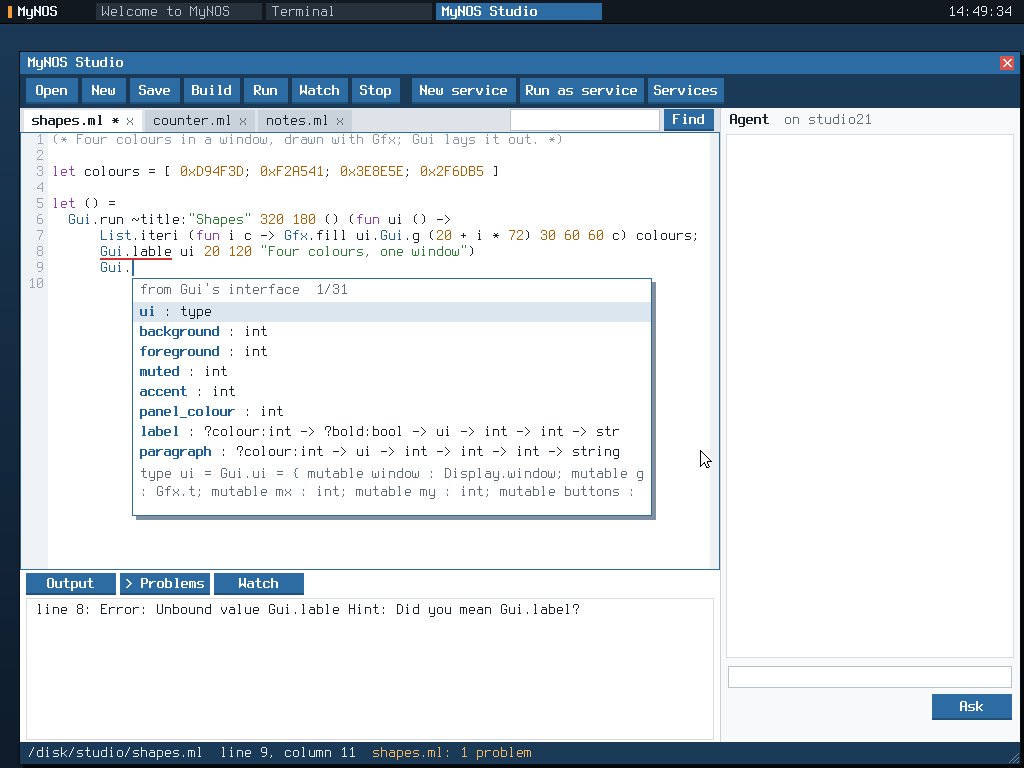 MyNOS Welcome to MyNOS Terminal MyNOS Studio 14:49:34
MyNOS Studio
Open New Save Build Run Watch Stop New service Run as service Services
shapes.ml * x counter.ml x notes.ml x Find Agent on studio21
1 (* Four colours in a window, drawn with Gfx; Gui lays it out. *)
2
3 let colours = [ 0xD94F3D; 0xF2A541; 0x3E8E5E; 0x2F6DB5 ]
4
5 let () =
6 Gui.run ~title:"Shapes" 320 180 () (fun ui () ->
7 List.iteri (fun i c -> Gfx.fill ui.Gui.g (20 + i * 72) 30 60 60 c) colours;
8 Gui.lable ui 20 120 "Four colours, one window")
9 Gui.
10
from Gui's interface 1/31
ui : type
background : int
foreground : int
muted : int
accent : int
panel_colour : int
label : ?colour:int -> ?bold:bool -> ui -> int -> int -> str
paragraph : ?colour:int -> ui -> int -> int -> int -> string
type ui = Gui.ui = { mutable window : Display.window; mutable g
: Gfx.t; mutable mx : int; mutable my : int; mutable buttons :
Output > Problems Watch
line 8: Error: Unbound value Gui.lable Hint: Did you mean Gui.label?
Ask
/disk/studio/shapes.ml line 9, column 11 shapes.ml: 1 problem